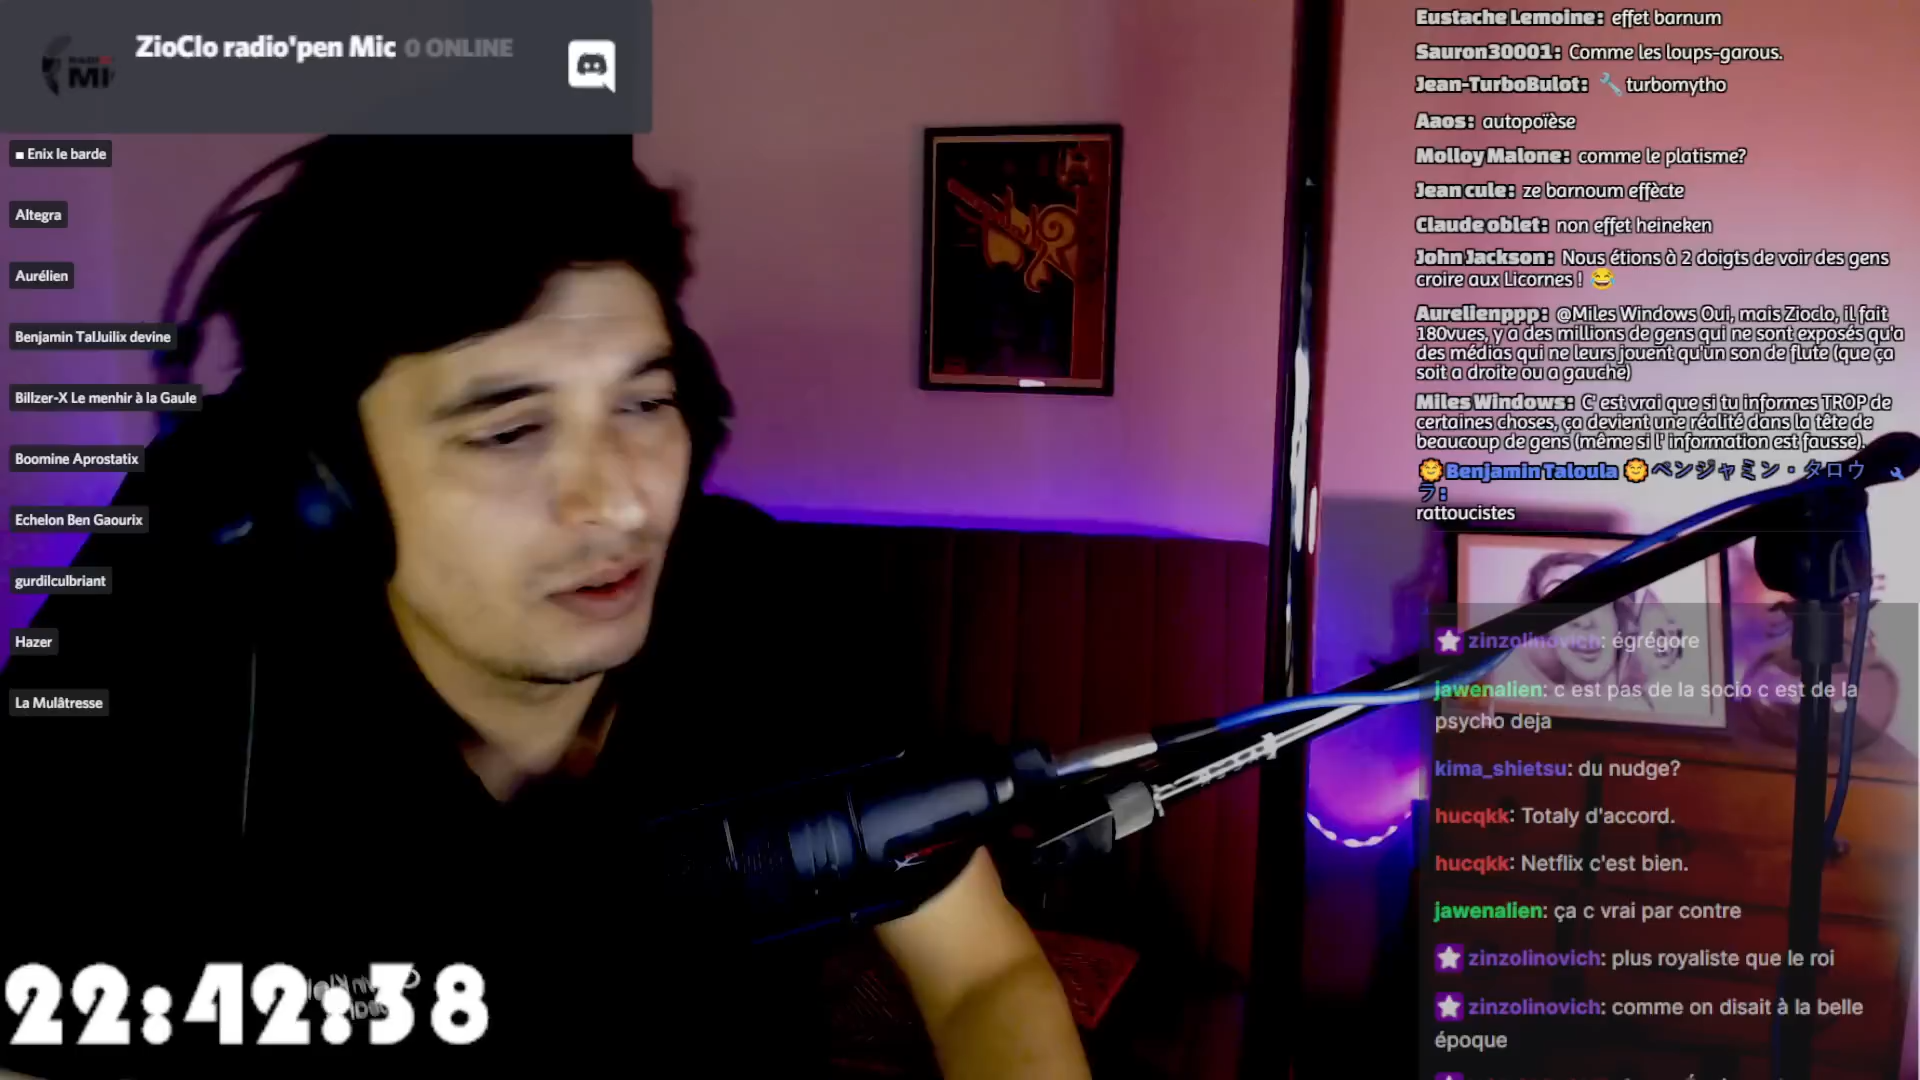 ZioClo radio'pen Mic 0 ONLINE
MI
Enix le barde
Altegra
Aurélien
Benjamin TalJuilix devine
Billzer-X Le menhir à la Gaule
Boomine Aprostatix
Echelon Ben Gaourix
gurdilculbriant
Hazer
La Mulâtresse
22:42:38
Eustache Lemoine: effet barnum
Sauron30001: Comme les loups-garous.
Jean-TurboBulot: 🔧 turbomytho
Aaos: autopoïèse
Molloy Malone: comme le platisme?
Jean cule: ze barnoum effècte
Claude oblet: non effet heineken
John Jackson: Nous étions à 2 doigts de voir des gens
croire aux Licornes ! 😂
Aurelienppp: @Miles Windows Oui, mais Zioclo, il fait
180vues, y a des millions de gens qui ne sont exposés qu'a
des médias qui ne leurs jouent qu'un son de flute (que ça
soit a droite ou a gauche)
Miles Windows: C' est vrai que si tu informes TROP de
certaines choses, ça devient une réalité dans la tête de
beaucoup de gens (même si l' information est fausse).
🌞Benjamin Taloula 🌞ベンジャミン・タロウ
ラ:
rattoucistes
zinzolinovich: égrégore
jawenalien: c est pas de la socio c est de la
psycho deja
kima_shietsu: du nudge?
hucqkk: Totaly d'accord.
hucqkk: Netflix c'est bien.
jawenalien: ça c vrai par contre
zinzolinovich: plus royaliste que le roi
zinzolinovich: comme on disait à la belle
époque